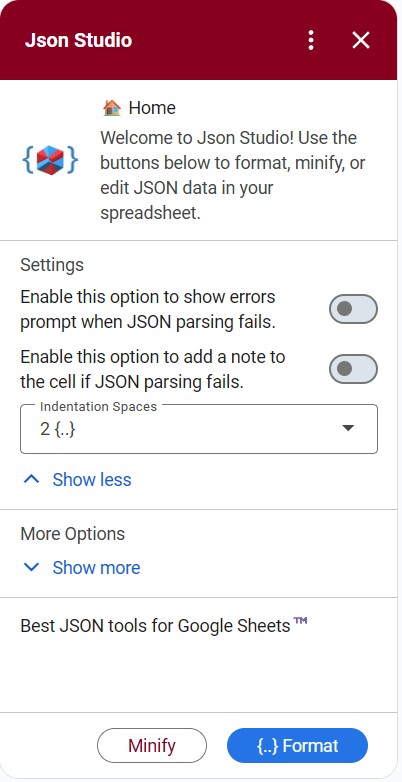 Json Studio
🏠 Home
Welcome to Json Studio! Use the
buttons below to format, minify, or
edit JSON data in your
spreadsheet.
Settings
Enable this option to show errors
prompt when JSON parsing fails.
Enable this option to add a note to
the cell if JSON parsing fails.
Indentation Spaces
2 {..}
Show less
More Options
Show more
Best JSON tools for Google Sheets™
Minify
{..} Format